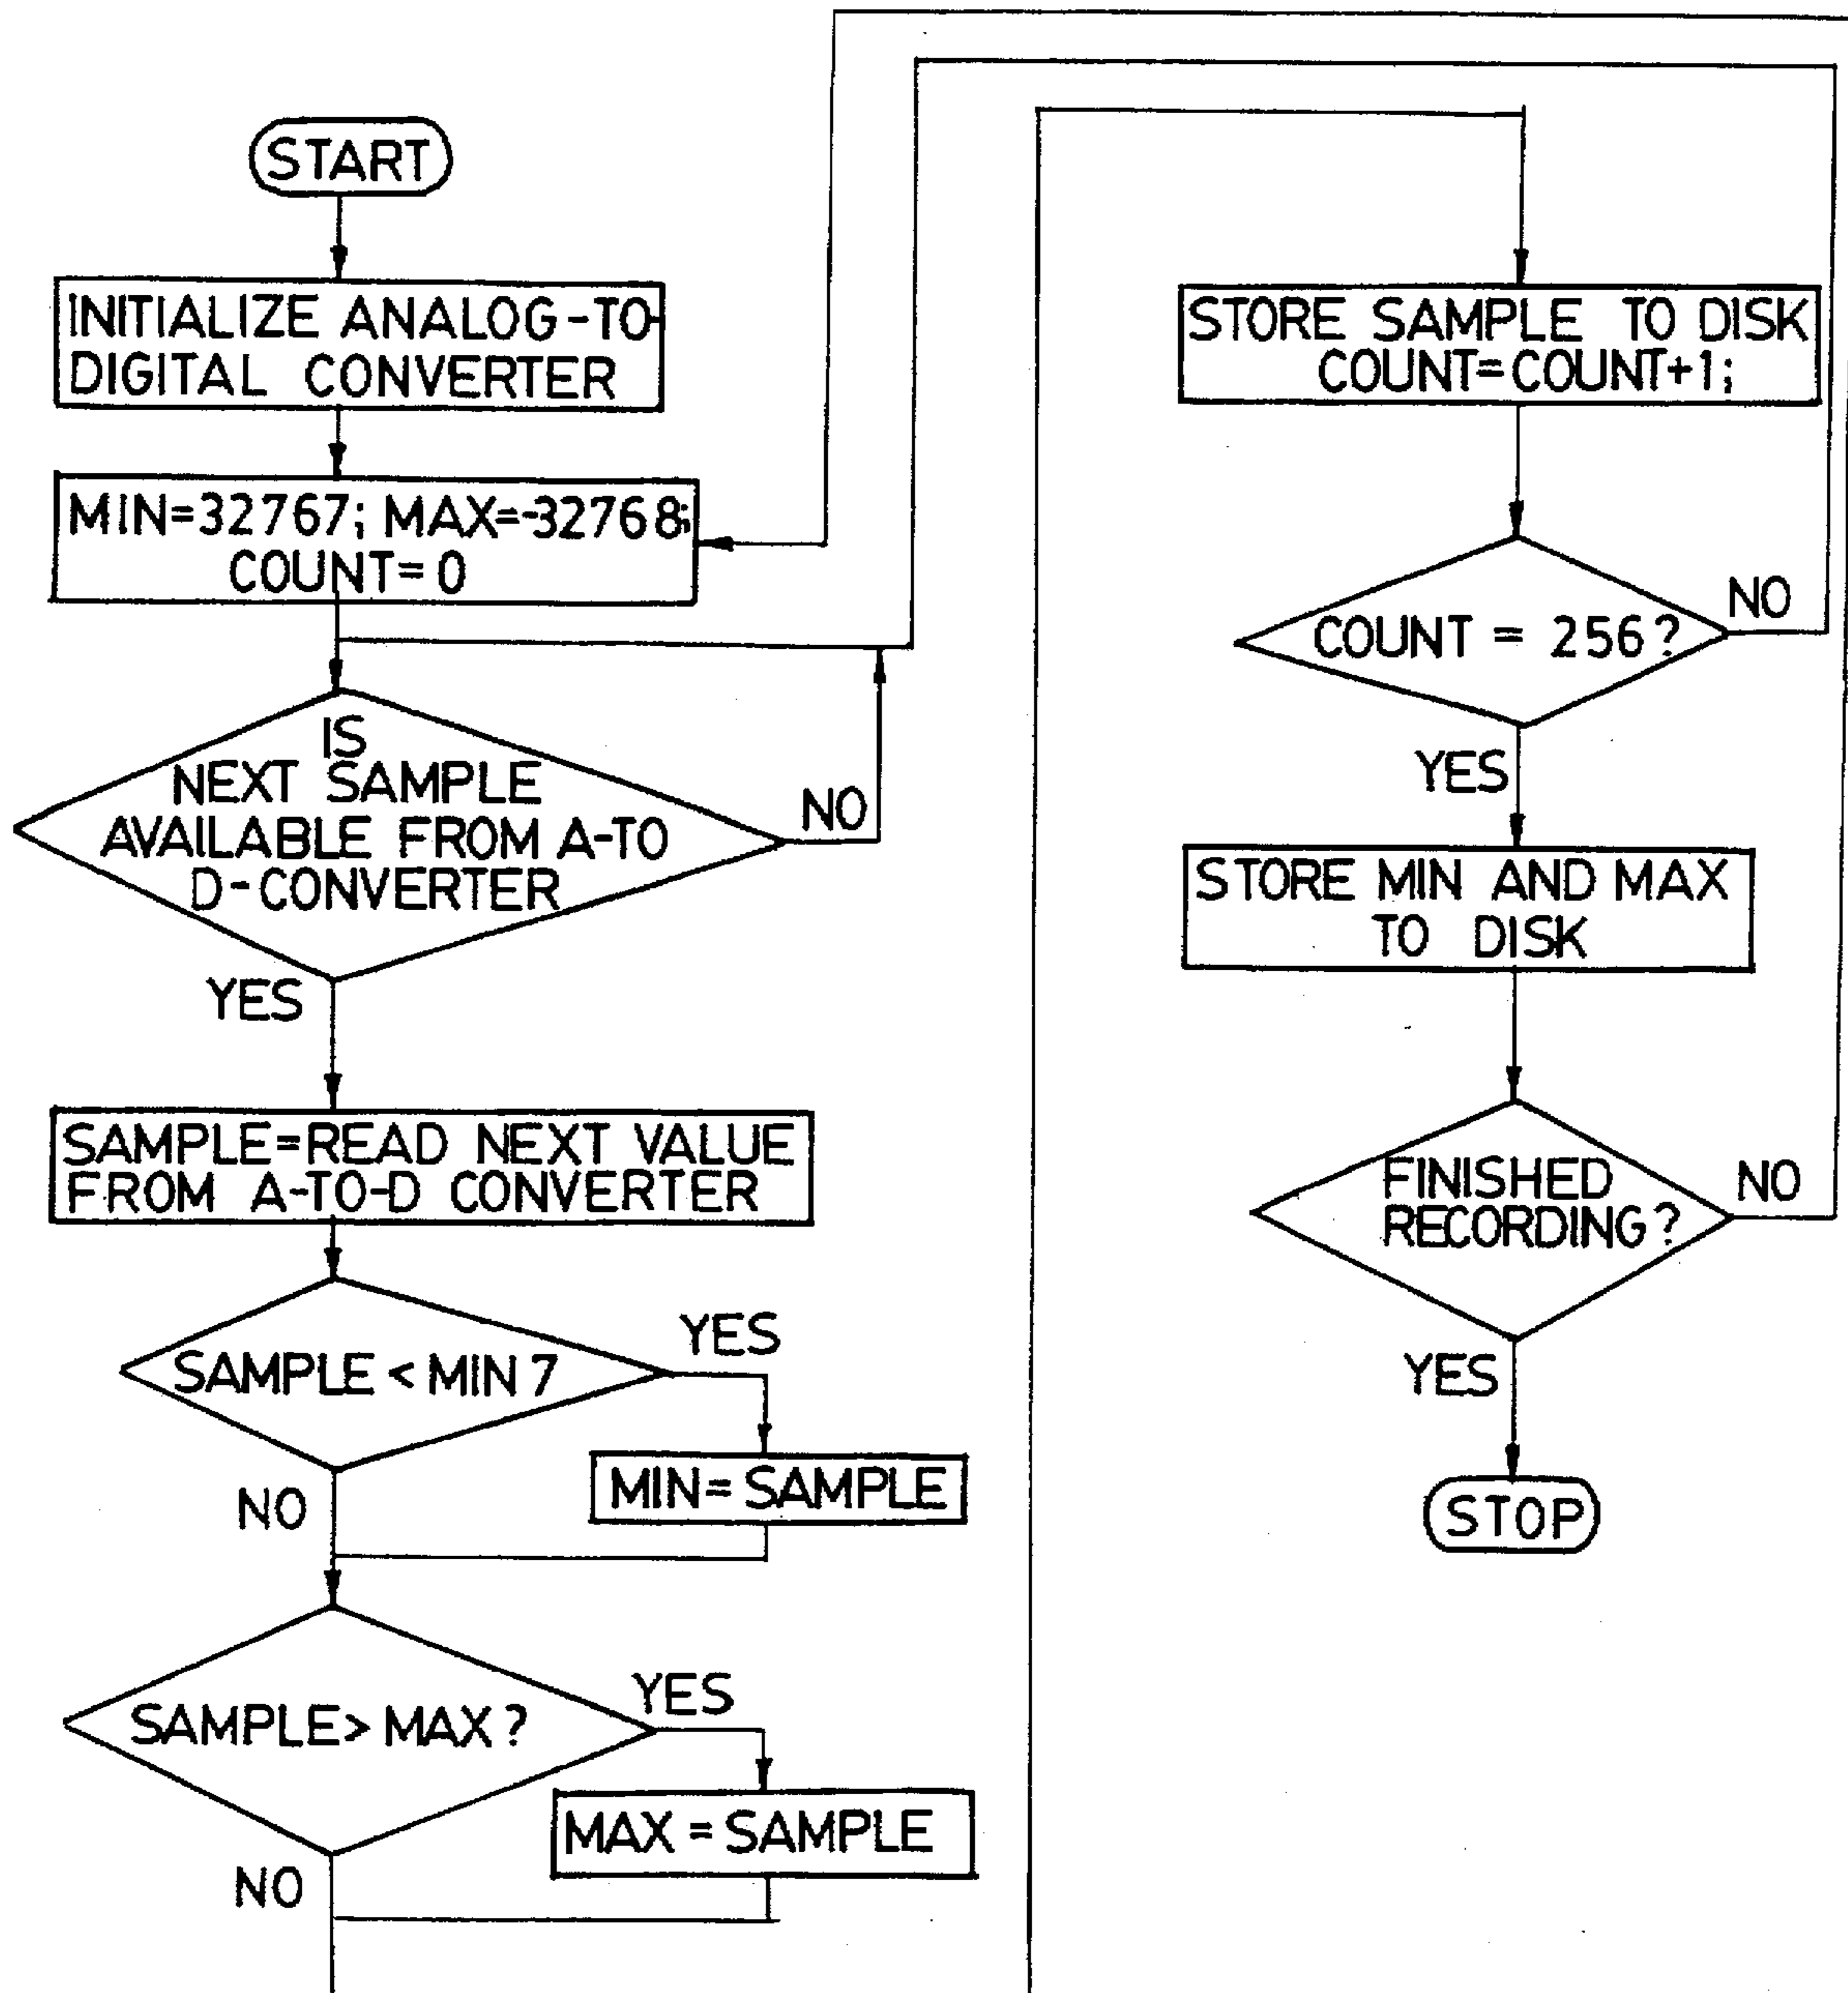 START
INITIALIZE ANALOG-TO-
DIGITAL CONVERTER
MIN=32767; MAX=-32768;
COUNT=0
IS
NEXT SAMPLE
AVAILABLE FROM A-TO
D-CONVERTER
NO
YES
SAMPLE=READ NEXT VALUE
FROM A-TO-D CONVERTER
SAMPLE < MIN 7
YES
MIN=SAMPLE
NO
SAMPLE> MAX?
YES
MAX = SAMPLE
NO
STORE SAMPLE TO DISK
COUNT=COUNT+1;
COUNT = 256?
NO
YES
STORE MIN AND MAX
TO DISK
FINISHED
RECORDING?
NO
YES
STOP